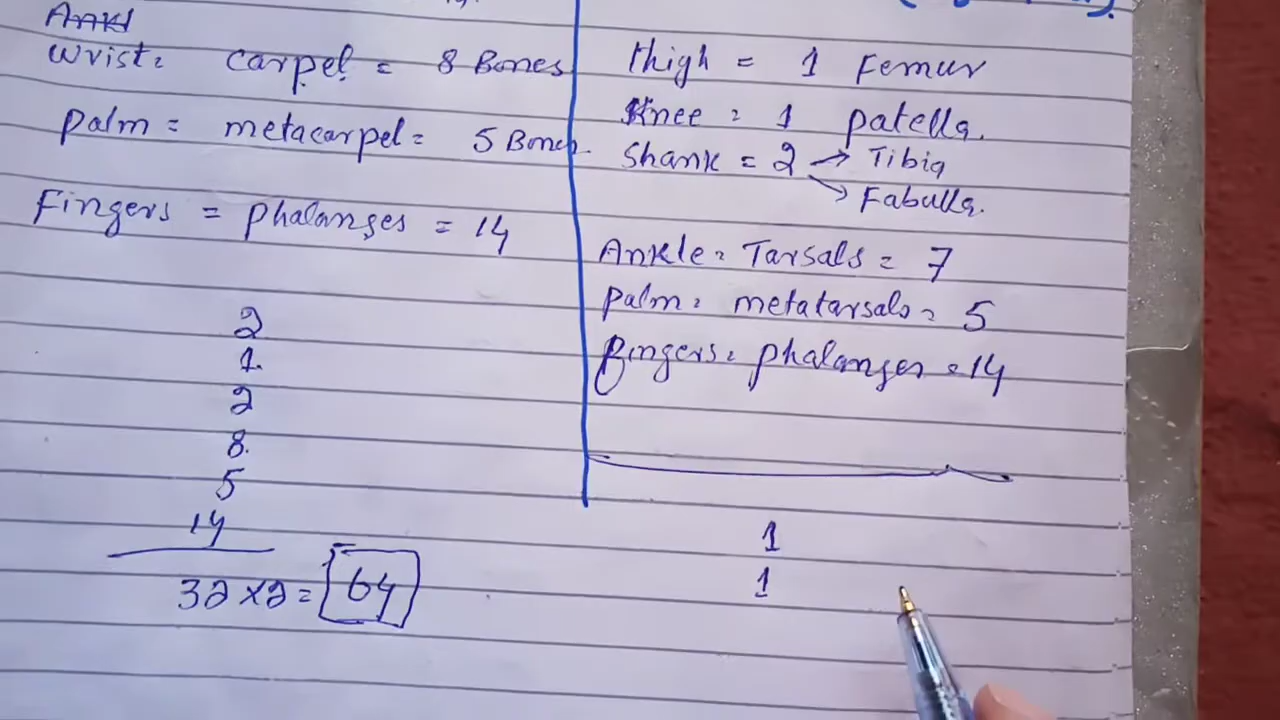 Ankl
Wrist = carpel = 8 Bones
Palm = metacarpel = 5 Bones.
Fingers = phalanges = 14
2
1.
2
8.
5
14
32 x 2 = 64
thigh = 1 Femur
Knee = 1 patella.
Shank = 2 → Tibia
→ Fabulla.
Ankle = Tarsals = 7
palm = metatarsals = 5
Fingers = phalanges = 14
1
1